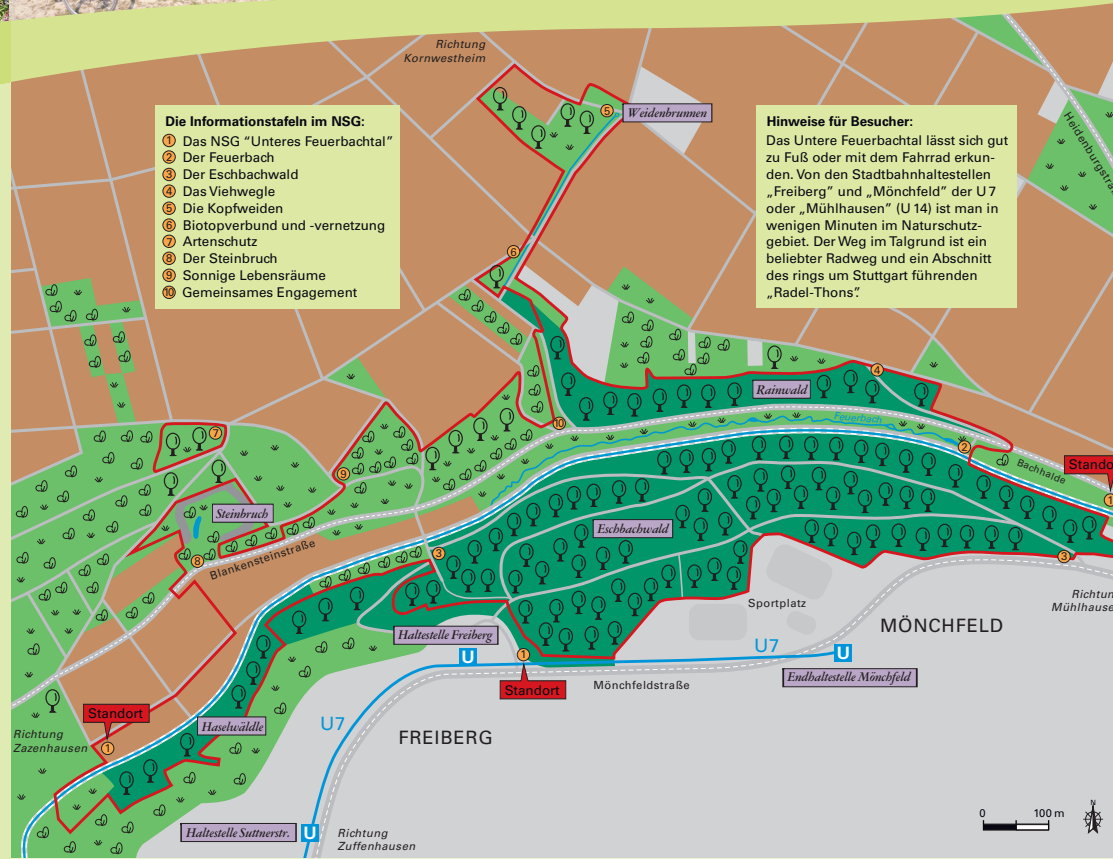 Richtung
Kornwestheim
Die Informationstafeln im NSG:
1 Das NSG "Unteres Feuerbachtal"
2 Der Feuerbach
3 Der Eschbachwald
4 Das Viehwegle
5 Die Kopfweiden
6 Biotopverbund und -vernetzung
7 Artenschutz
8 Der Steinbruch
9 Sonnige Lebensräume
10 Gemeinsames Engagement
5
Weidenbrunnen
Hinweise für Besucher:
Das Untere Feuerbachtal lässt sich gut
zu Fuß oder mit dem Fahrrad erkun-
den. Von den Stadtbahnhaltestellen
„Freiberg" und „Mönchfeld" der U 7
oder „Mühlhausen" (U 14) ist man in
wenigen Minuten im Naturschutz-
gebiet. Der Weg im Talgrund ist ein
beliebter Radweg und ein Abschnitt
des rings um Stuttgart führenden
„Radel-Thons".
6
4
Rainwald
Feuerbach
10
7
9
2
Bachhalde
1
Steinbruch
Eschbachwald
8
Blankensteinstraße
3
3
Richtung
Sportplatz
MÖNCHFELD
Haltestelle Freiberg
U
1
U7
U
Endhaltestelle Mönchfeld
Standort
Mönchfeldstraße
Standort
Haselwäldle
U7
Richtung
Zazenhausen
1
FREIBERG
Haltestelle Suttnerstr.
U
Richtung
Zuffenhausen
0 100 m
N